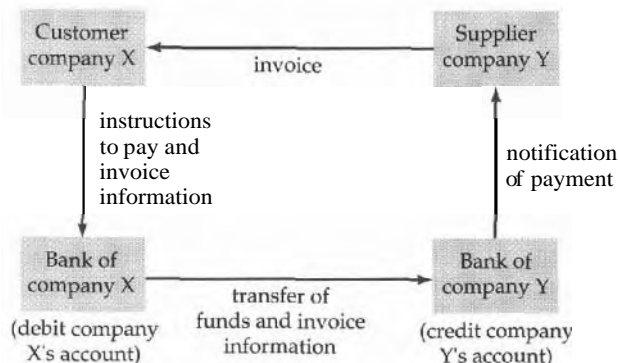 Customer
company X
Supplier
company Y
invoice
instructions
to pay and
invoice
information
notification
of payment
Bank of
company X
Bank of
company Y
transfer of
funds and invoice
information
(debit company
X's account)
(credit company
Y's account)